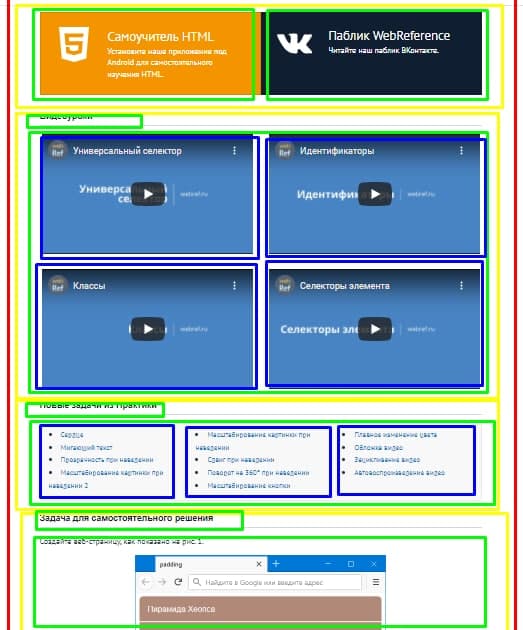 Самоучитель HTML
Установите наше приложение под
Android для самостоятельного
изучения HTML.
Паблик WebReference
Читайте наш паблик ВКонтакте.
Видеоуроки
Универсальный селектор
Универсальный
селектор
webref.ru
Идентификаторы
Идентификаторы
webref.ru
Классы
Классы
webref.ru
Селекторы элемента
Селекторы элемента
webref.ru
Новые задачи из Практики
Сердце
Мигающий текст
Прозрачность при наведении
Масштабирование картинки при
наведении 2
Масштабирование картинки при
наведении
Сдвиг при наведении
Поворот на 360° при наведении
Масштабирование кнопки
Плавное изменение цвета
Обложка видео
Зацикливание видео
Автовоспроизведение видео
Задача для самостоятельного решения
Создайте веб-страницу, как показано на рис. 1.
padding
Найдите в Google или введите адрес
Пирамида Хеопса